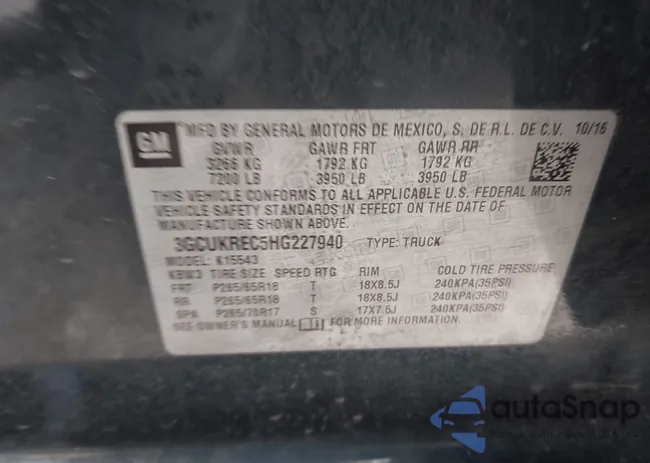 GM
MFD BY GENERAL MOTORS DE MEXICO, S. DE R.L. DE C.V. 10/16
GVWR GAWR FRT GAWR RR
3266 KG 1792 KG 1792 KG
7200 LB 3950 LB 3950 LB
THIS VEHICLE CONFORMS TO ALL APPLICABLE U.S. FEDERAL MOTOR
VEHICLE SAFETY STANDARDS IN EFFECT ON THE DATE OF
MANUFACTURE SHOWN ABOVE.
3GCUKREC5HG227940 TYPE: TRUCK
MODEL: K15543
TIRE SIZE SPEED RTG RIM COLD TIRE PRESSURE
FRT P265/65R18 T 18X8.5J 240KPA(35PSI)
RR P265/65R18 T 18X8.5J 240KPA(35PSI)
SPA P265/70R17 S 17X7.5J 240KPA(35PSI)
SEE OWNER'S MANUAL FOR MORE INFORMATION.
autoSnap